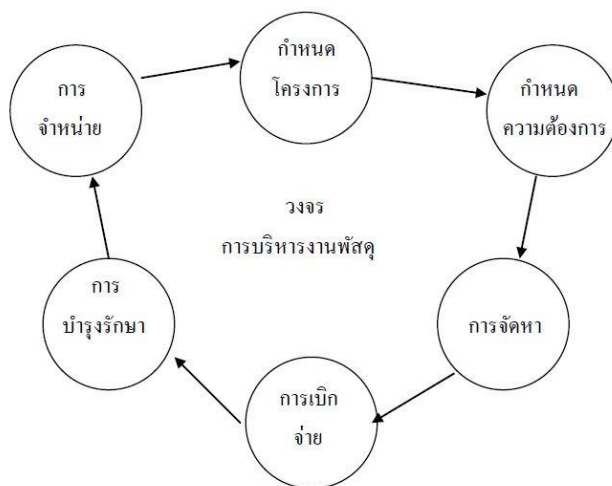 กำหนด
โครงการ
กำหนด
ความต้องการ
การจัดหา
การเบิก
จ่าย
การ
บำรุงรักษา
การ
จำหน่าย
วงจร
การบริหารงานพัสดุ